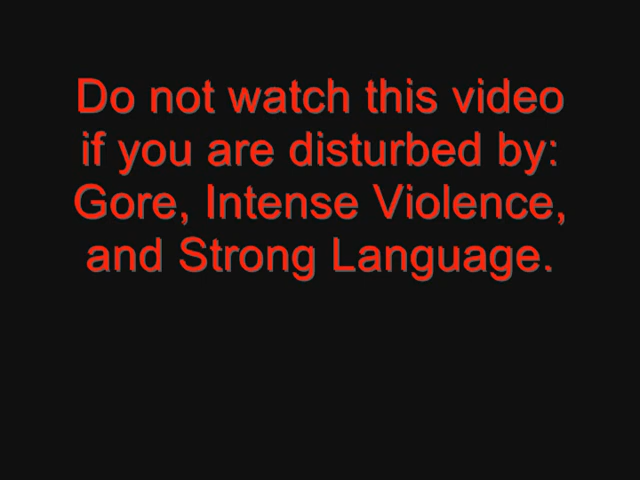 Do not watch this video
if you are disturbed by:
Gore, Intense Violence,
and Strong Language.